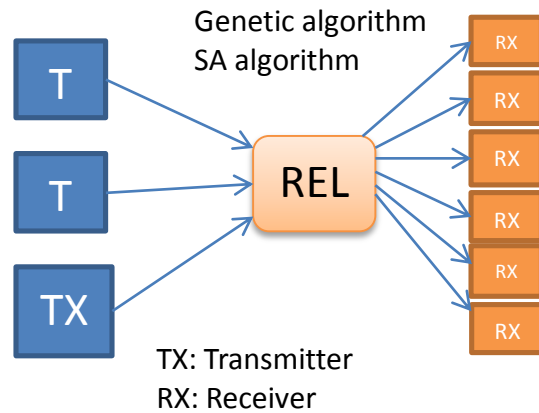 Genetic algorithm
SA algorithm
T
T
TX
REL
RX
RX
RX
RX
RX
RX
TX: Transmitter
RX: Receiver